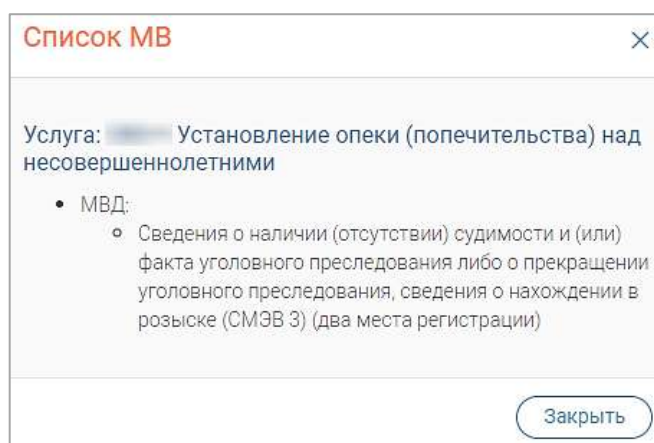 Список МВ
Услуга: Установление опеки (попечительства) над
несовершеннолетними
МВД:
Сведения о наличии (отсутствии) судимости и (или)
факта уголовного преследования либо о прекращении
уголовного преследования, сведения о нахождении в
розыске (СМЭВ 3) (два места регистрации)
Закрыть